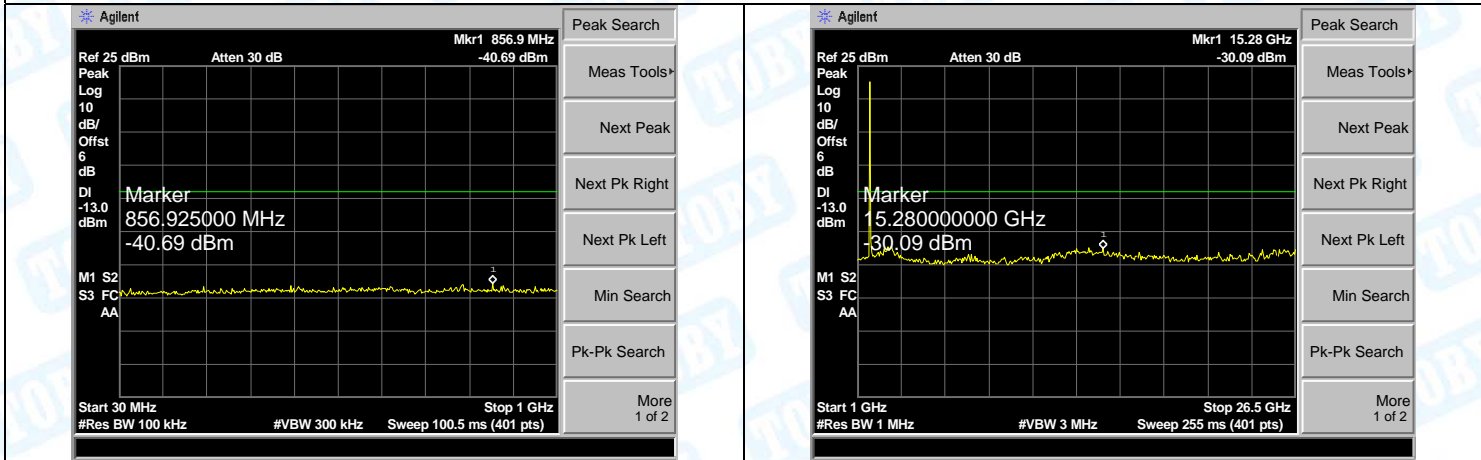 Agilent
Peak Search
Mkr1 856.9 MHz
Ref 25 dBm Atten 30 dB -40.69 dBm
Peak
Log
10
dB/
Offst
6
dB
DI
-13.0
dBm
Marker
856.925000 MHz
-40.69 dBm
1
M1 S2
S3 FC
AA
Start 30 MHz Stop 1 GHz
#Res BW 100 kHz #VBW 300 kHz Sweep 100.5 ms (401 pts)
Meas Tools
Next Peak
Next Pk Right
Next Pk Left
Min Search
Pk-Pk Search
More
1 of 2
Agilent
Peak Search
Mkr1 15.28 GHz
Ref 25 dBm Atten 30 dB -30.09 dBm
Peak
Log
10
dB/
Offst
6
dB
DI
-13.0
dBm
Marker
15.280000000 GHz
-30.09 dBm
1
M1 S2
S3 FC
AA
Start 1 GHz Stop 26.5 GHz
#Res BW 1 MHz #VBW 3 MHz Sweep 255 ms (401 pts)
Meas Tools
Next Peak
Next Pk Right
Next Pk Left
Min Search
Pk-Pk Search
More
1 of 2
TOBY